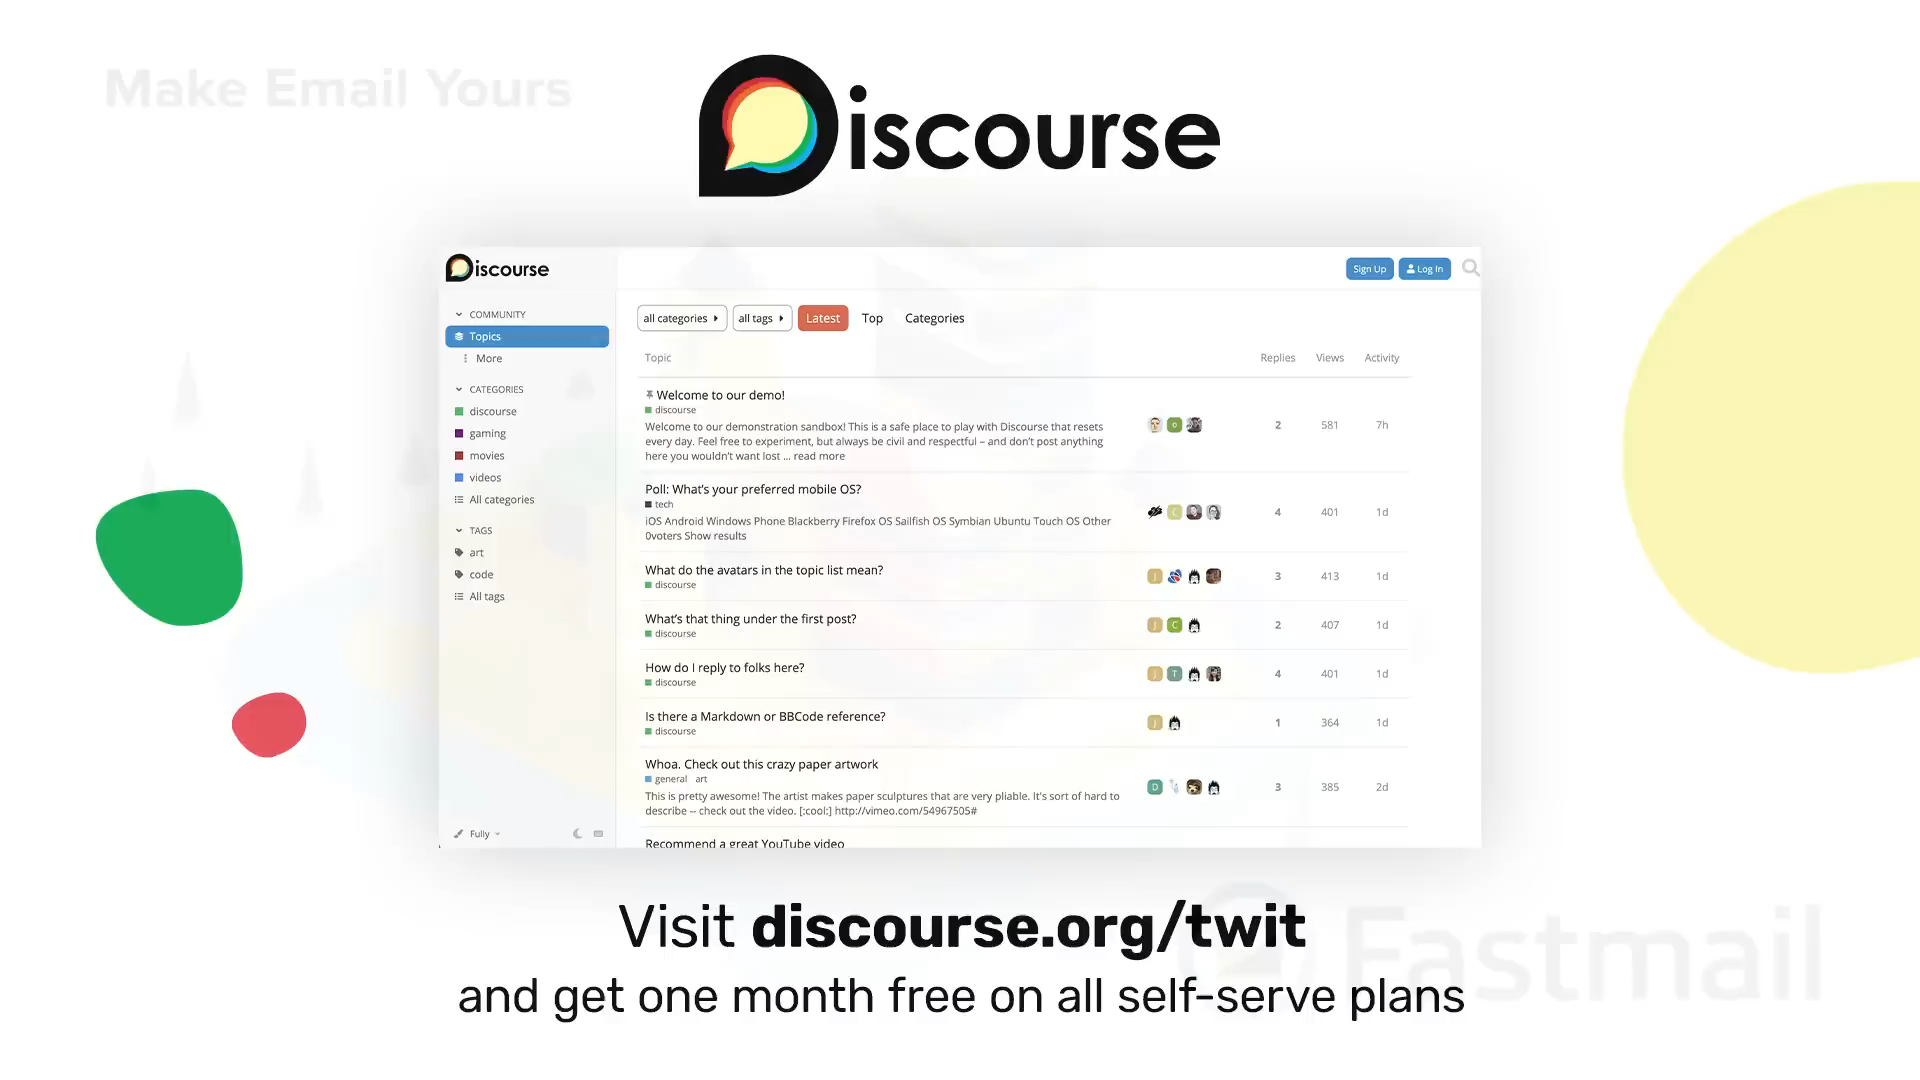 Make Email Yours
Discourse
Discourse
Sign Up
Log In
COMMUNITY
Topics
More
CATEGORIES
discourse
gaming
movies
videos
All categories
TAGS
art
code
All tags
Fully
all categories
all tags
Latest
Top
Categories
Topic
Replies
Views
Activity
Welcome to our demo!
discourse
Welcome to our demonstration sandbox! This is a safe place to play with Discourse that resets
every day. Feel free to experiment, but always be civil and respectful – and don't post anything
here you wouldn't want lost ... read more
2 581 7h
Poll: What's your preferred mobile OS?
tech
iOS Android Windows Phone Blackberry Firefox OS Sailfish OS Symbian Ubuntu Touch OS Other
0voters Show results
C
4 401 1d
What do the avatars in the topic list mean?
discourse
J
3 413 1d
What's that thing under the first post?
discourse
J C
2 407 1d
How do I reply to folks here?
discourse
J T
4 401 1d
Is there a Markdown or BBCode reference?
discourse
J
1 364 1d
Whoa. Check out this crazy paper artwork
general art
This is pretty awesome! The artist makes paper sculptures that are very pliable. It's sort of hard to
describe -- check out the video. [:cool:] http://vimeo.com/54967505#
D
3 385 2d
Recommend a great YouTube video
Visit discourse.org/twit
and get one month free on all self-serve plans
Fastmail